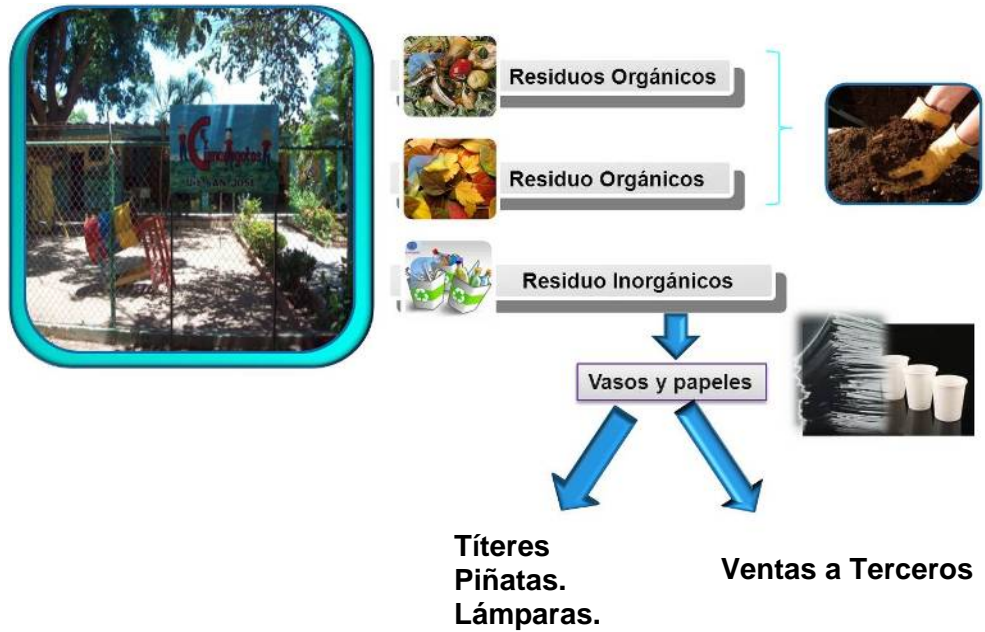 Residuos Orgánicos
Residuo Orgánicos
Residuo Inorgánicos
Vasos y papeles
Títeres
Piñatas.
Lámparas.
Ventas a Terceros